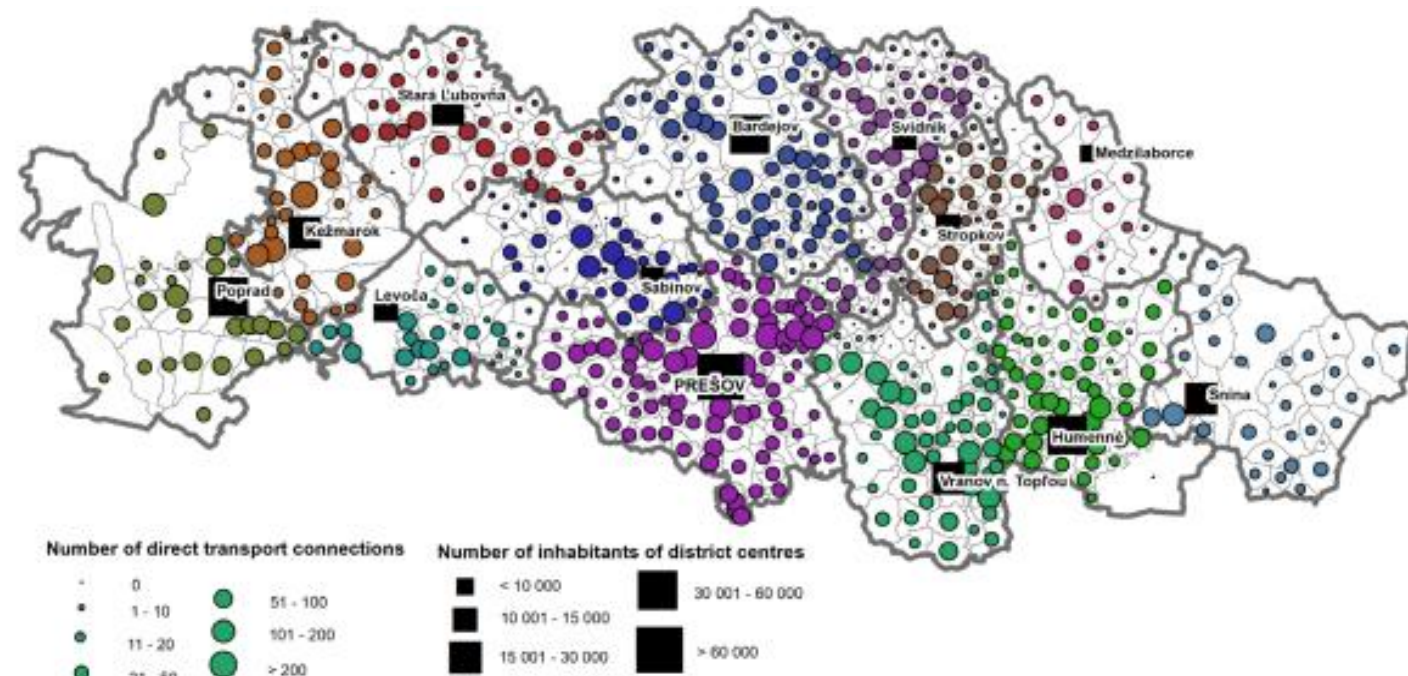 Stará Ľubovňa
Bardejov
Svidník
Medzilaborce
Kežmarok
Stropkov
Poprad
Levoča
Sabinov
PREŠOV
Snina
Humenné
Vranov n. Topľou
Number of direct transport connections
0
1 - 10
11 - 20
51 - 100
101 - 200
> 200
Number of inhabitants of district centres
< 10 000
10 001 - 15 000
15 001 - 30 000
30 001 - 60 000
> 60 000